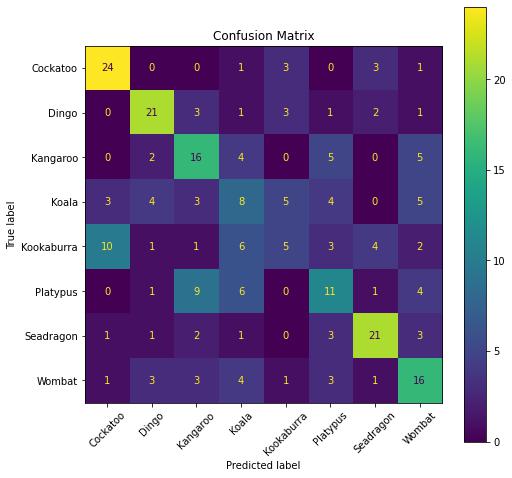 Confusion Matrix
Cockatoo 24 0 0 1 3 0 3 1
Dingo 0 21 3 1 3 1 2 1
Kangaroo 0 2 16 4 0 5 0 5
Koala 3 4 3 8 5 4 0 5
Kookaburra 10 1 1 6 5 3 4 2
Platypus 0 1 9 6 0 11 1 4
Seadragon 1 1 2 1 0 3 21 3
Wombat 1 3 3 4 1 3 1 16
True label
Cockatoo Dingo Kangaroo Koala Kookaburra Platypus Seadragon Wombat
Predicted label
20
15
10
5
0